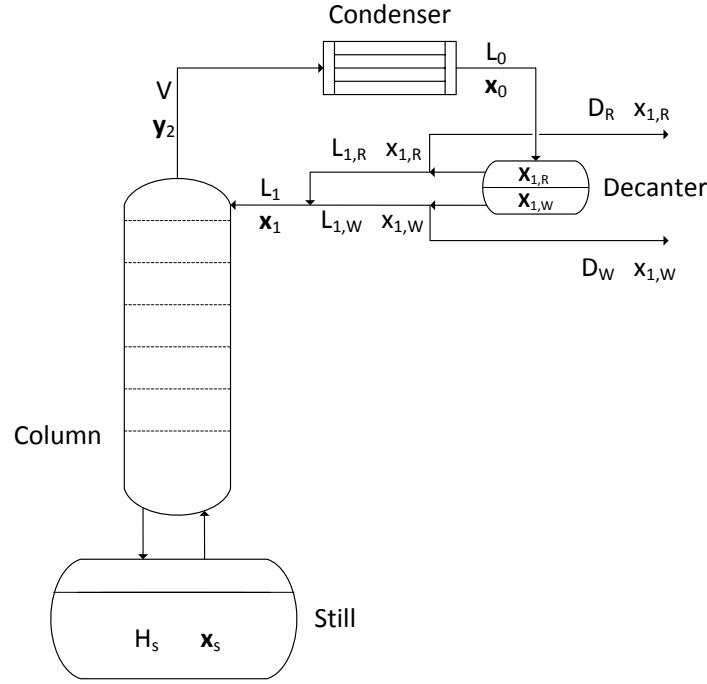 Condenser
V
y2
L0
x0
DR x1,R
L1,R x1,R
x1,R
x1,W
Decanter
L1
x1
L1,W x1,W
DW x1,W
Column
Hs xs
Still